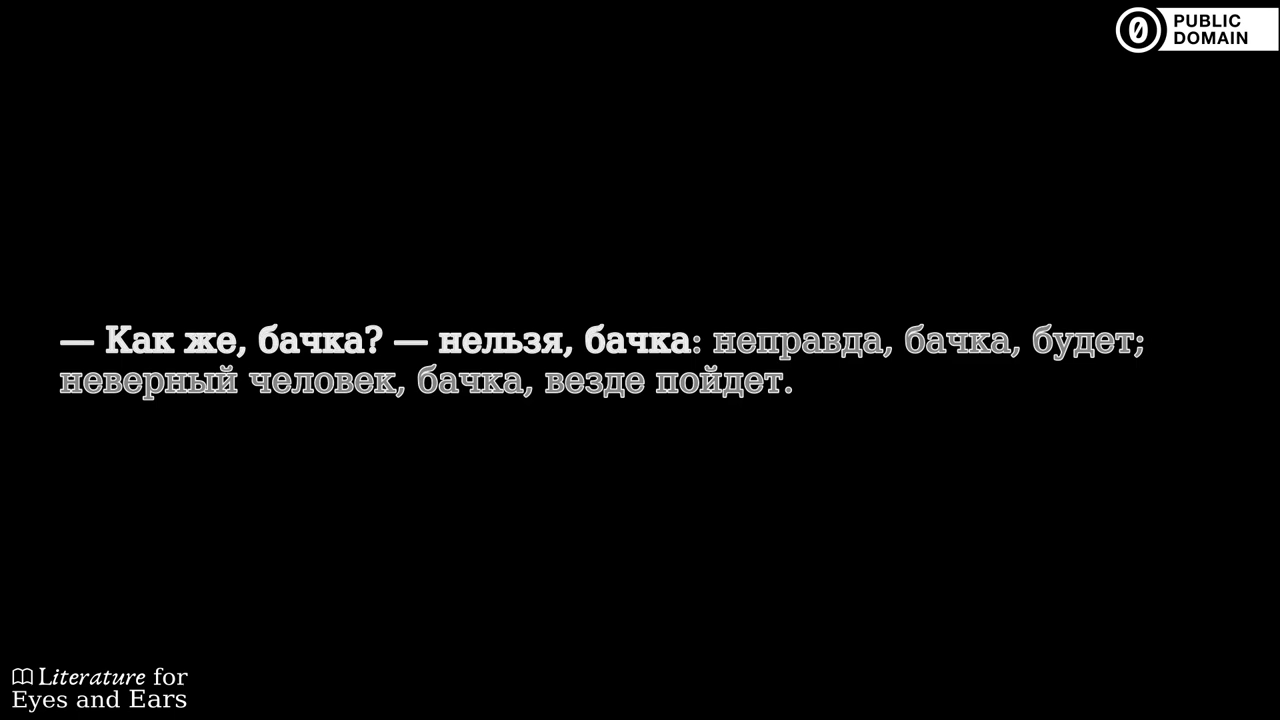 PUBLIC
DOMAIN
— Как же, бачка? — нельзя, бачка: неправда, бачка, будет;
неверный человек, бачка, везде пойдет.
Literature for
Eyes and Ears